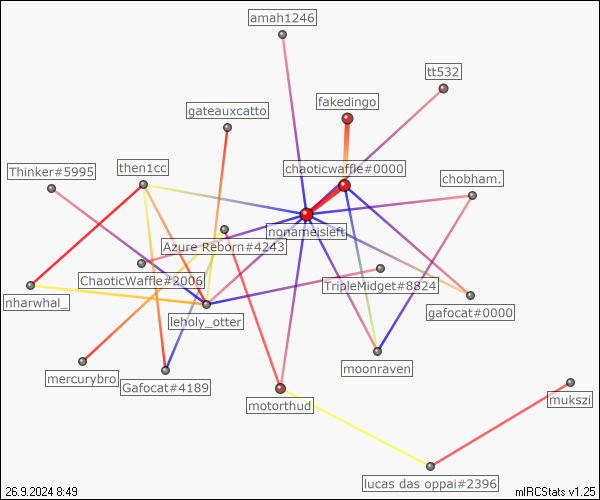 amah1246
tt532
fakedingo
gateauxcatto
then1cc
chaoticwaffle#0000
Thinker#5995
chobham.
nonameisleft
Azure Reborn#4243
ChaoticWaffle#2006
TripleMidget#8824
nharwhal_
leholy_otter
gafocat#0000
moonraven
mercurybro
Gafocat#4189
motorthud
mukszi
lucas das oppai#2396
26.9.2024 8:49
mIRCStats v1.25